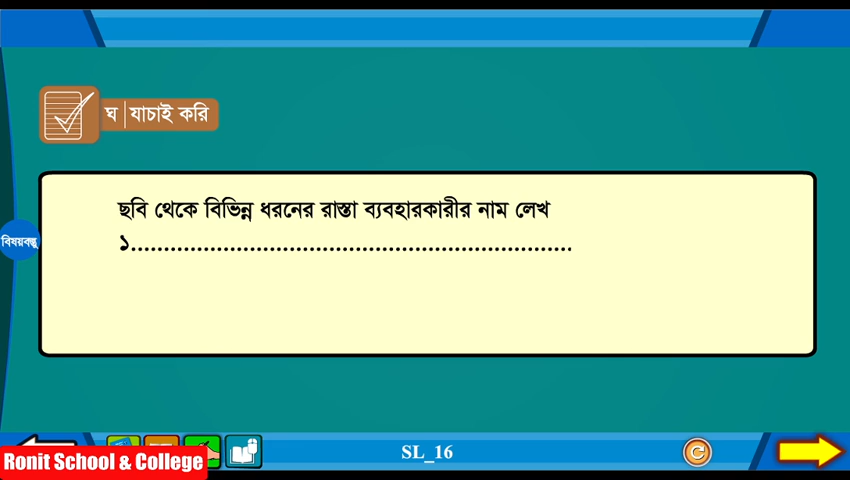 ঘ | যাচাই করি
ছবি থেকে বিভিন্ন ধরনের রাস্তা ব্যবহারকারীর নাম লেখ
১...................................................................
বিষয়বস্তু
SL_16
Ronit School & College